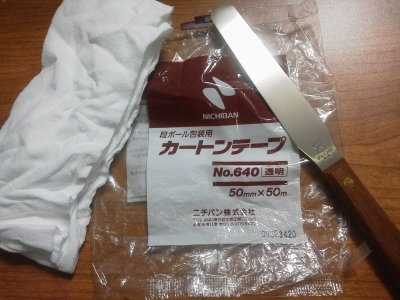 NICHIBAN
段ボール包装用
カートンテープ
No.640 透明
50mm×50m
ニチバン株式会社